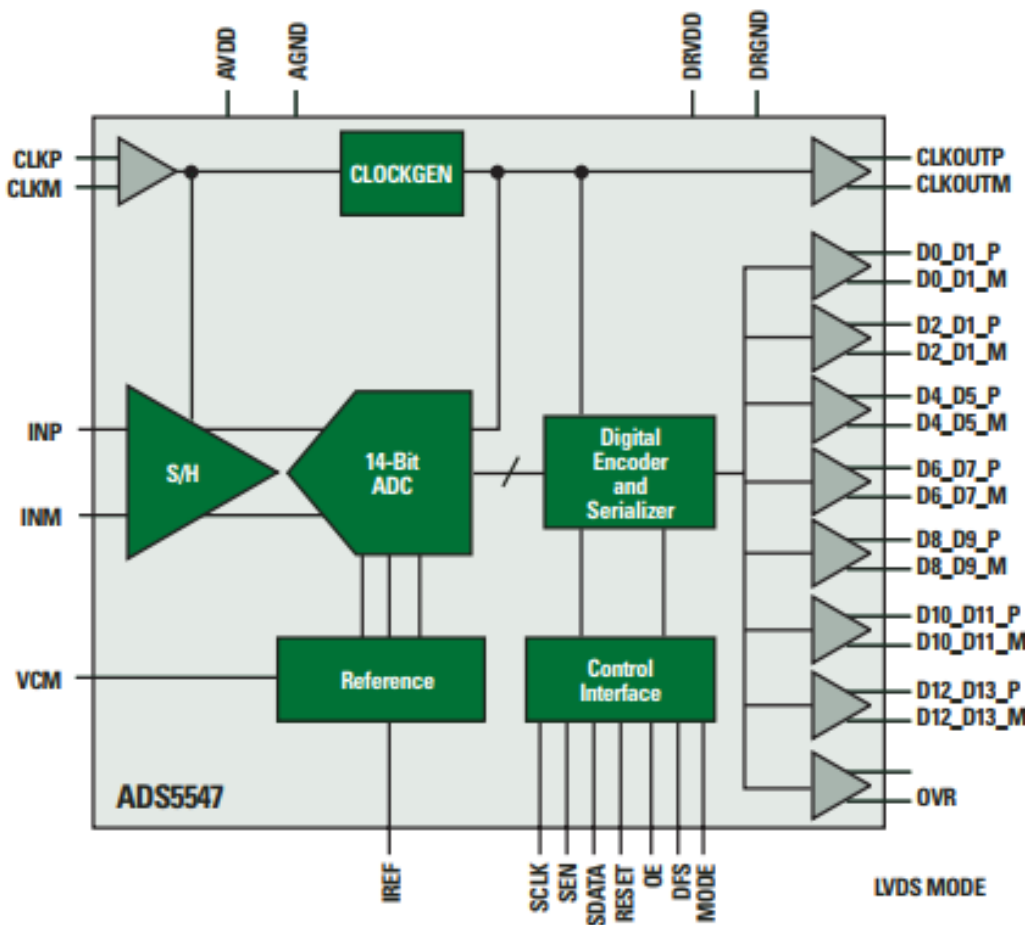 AVDD
AGND
DRVDD
DRGND
CLKP
CLKM
CLOCKGEN
CLKOUTP
CLKOUTM
D0_D1_P
D0_D1_M
D2_D1_P
D2_D1_M
D4_D5_P
D4_D5_M
INP
S/H
14-Bit
ADC
Digital
Encoder
and
Serializer
D6_D7_P
D6_D7_M
INM
D8_D9_P
D8_D9_M
D10_D11_P
D10_D11_M
VCM
Reference
Control
Interface
D12_D13_P
D12_D13_M
ADS5547
OVR
IREF
SCLK
SEN
SDATA
RESET
OE
DFS
MODE
LVDS MODE